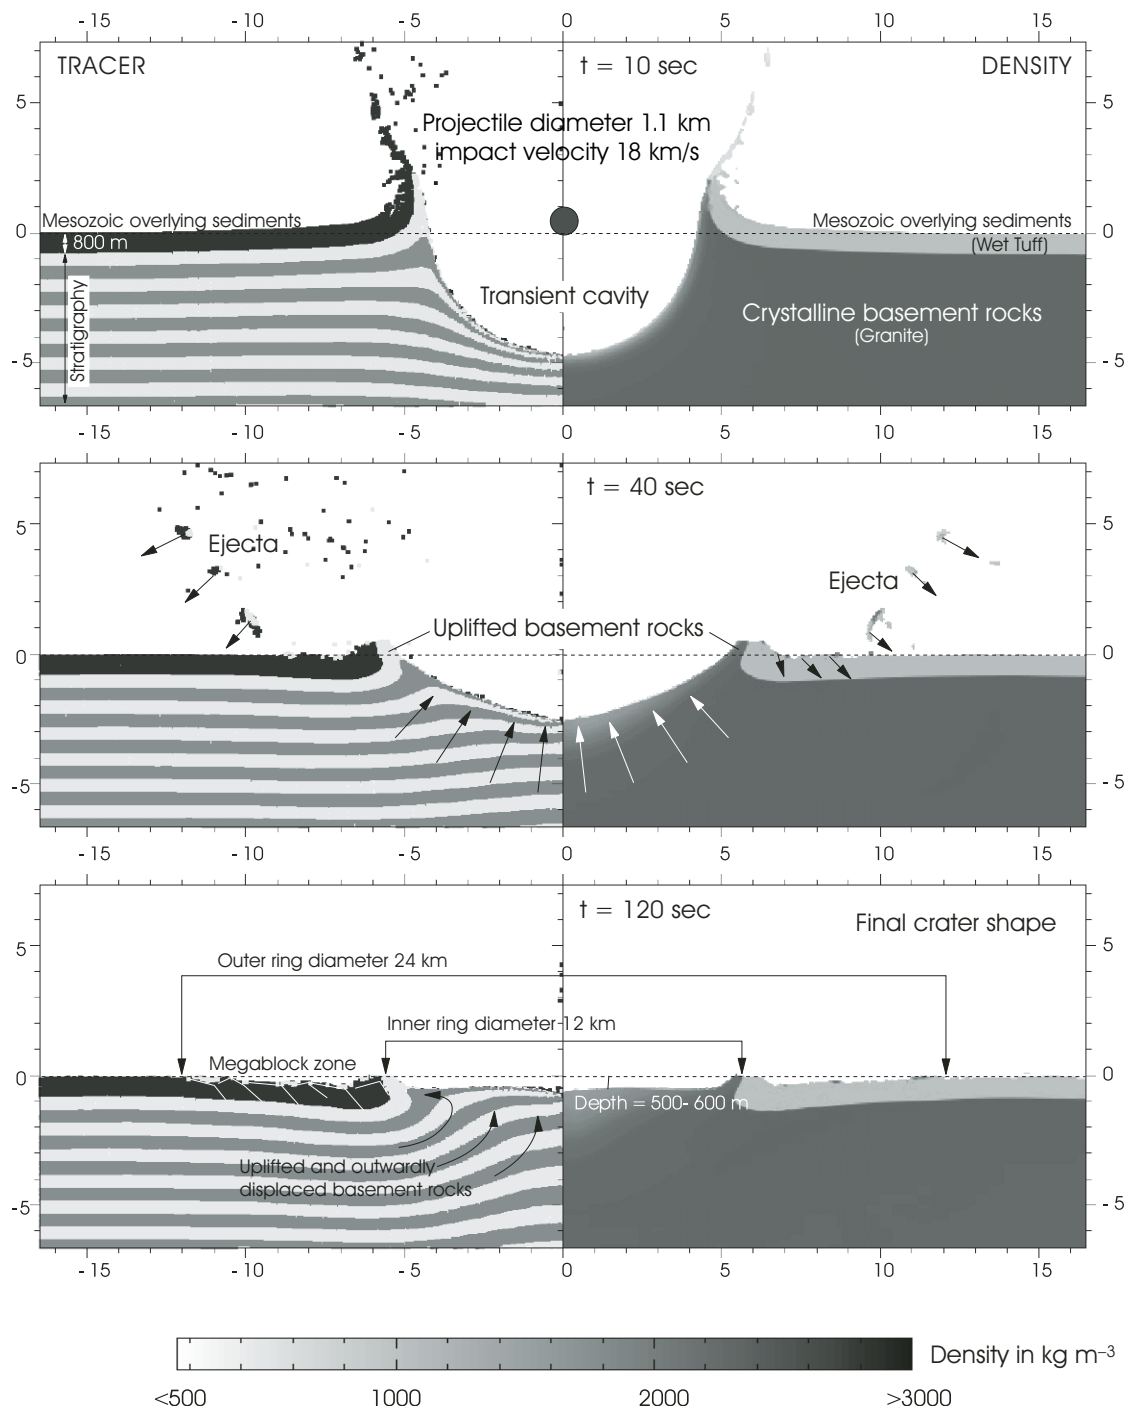 - 15 - 10 - 5 0 5 10 15
TRACER t = 10 sec DENSITY
5 5
Projectile diameter 1.1 km
impact velocity 18 km/s
Mesozoic overlying sediments Mesozoic overlying sediments
0 0
800 m (Wet Tuff)
Stratigraphy
Transient cavity
Crystalline basement rocks
(Granite)
- 5 - 5
- 15 - 10 - 5 0 5 10 15
t = 40 sec
5 5
Ejecta Ejecta
Uplifted basement rocks
0 0
-5 - 5
- 15 - 10 - 5 0 5 10 15
t = 120 sec
Final crater shape
5 5
Outer ring diameter 24 km
Inner ring diameter 12 km
Megablock zone
0 0
Depth = 500- 600 m
Uplifted and outwardly
displaced basement rocks
-5 - 5
- 15 - 10 - 5 0 5 10 15
Density in kg m⁻³
<500 1000 2000 >3000